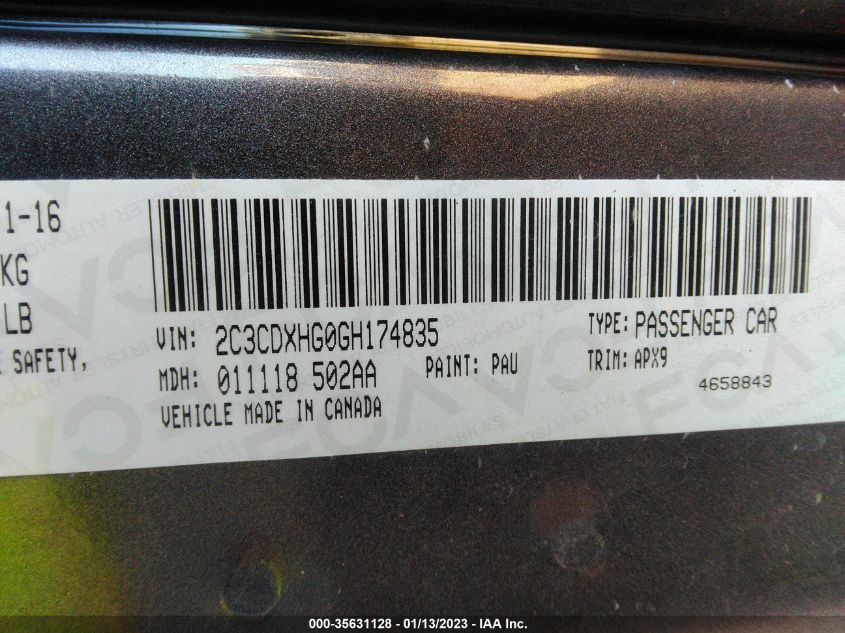 1-16
KG
LB
SAFETY,
VIN: 2C3CDXHG0GH174835
TYPE: PASSENGER CAR
MDH: 011118 502AA
PAINT: PAU
TRIM: APX9
4658843
VEHICLE MADE IN CANADA
000-35631128 - 01/13/2023 - IAA Inc.